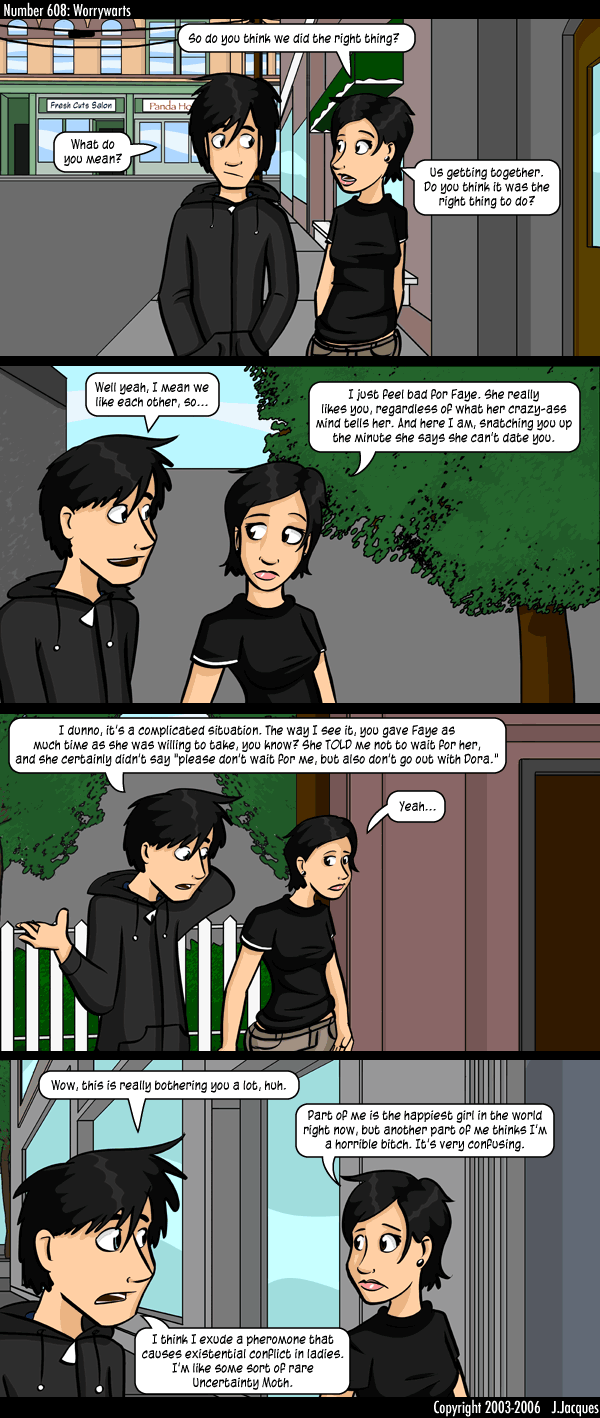 Number 608: Worrywarts
So do you think we did the right thing?
Fresh Cuts Salon
Panda Ho
What do
you mean?
Us getting together.
Do you think it was the
right thing to do?
Well yeah, I mean we
like each other, so...
I just feel bad for Faye. She really
likes you, regardless of what her crazy-ass
mind tells her. And here I am, snatching you up
the minute she says she can't date you.
I dunno, it's a complicated situation. The way I see it, you gave Faye as
much time as she was willing to take, you know? She TOLD me not to wait for her,
and she certainly didn't say "please don't wait for me, but also don't go out with Dora."
Yeah...
Wow, this is really bothering you a lot, huh.
Part of me is the happiest girl in the world
right now, but another part of me thinks I'm
a horrible bitch. It's very confusing.
I think I exude a pheromone that
causes existential conflict in ladies.
I'm like some sort of rare
Uncertainty Moth.
Copyright 2003-2006 J.Jacques